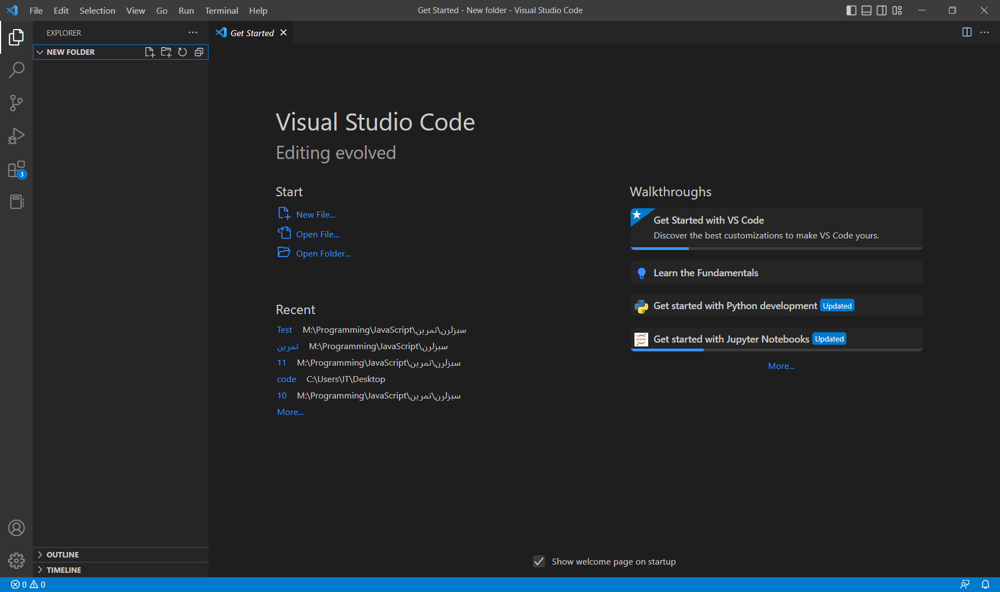 File Edit Selection View Go Run Terminal Help
Get Started - New folder - Visual Studio Code
EXPLORER
NEW FOLDER
Get Started
3
Visual Studio Code
Editing evolved
Start
New File...
Open File...
Open Folder...
Recent
Test M:\Programming\JavaScript\سبزلرن\تمرین
تمرین M:\Programming\JavaScript\سبزلرن
11 M:\Programming\JavaScript\سبزلرن\تمرین
code C:\Users\IT\Desktop
10 M:\Programming\JavaScript\سبزلرن\تمرین
More...
Walkthroughs
Get Started with VS Code
Discover the best customizations to make VS Code yours.
Learn the Fundamentals
Get started with Python development Updated
jupyter
Get started with Jupyter Notebooks Updated
More...
OUTLINE
TIMELINE
Show welcome page on startup
0 0